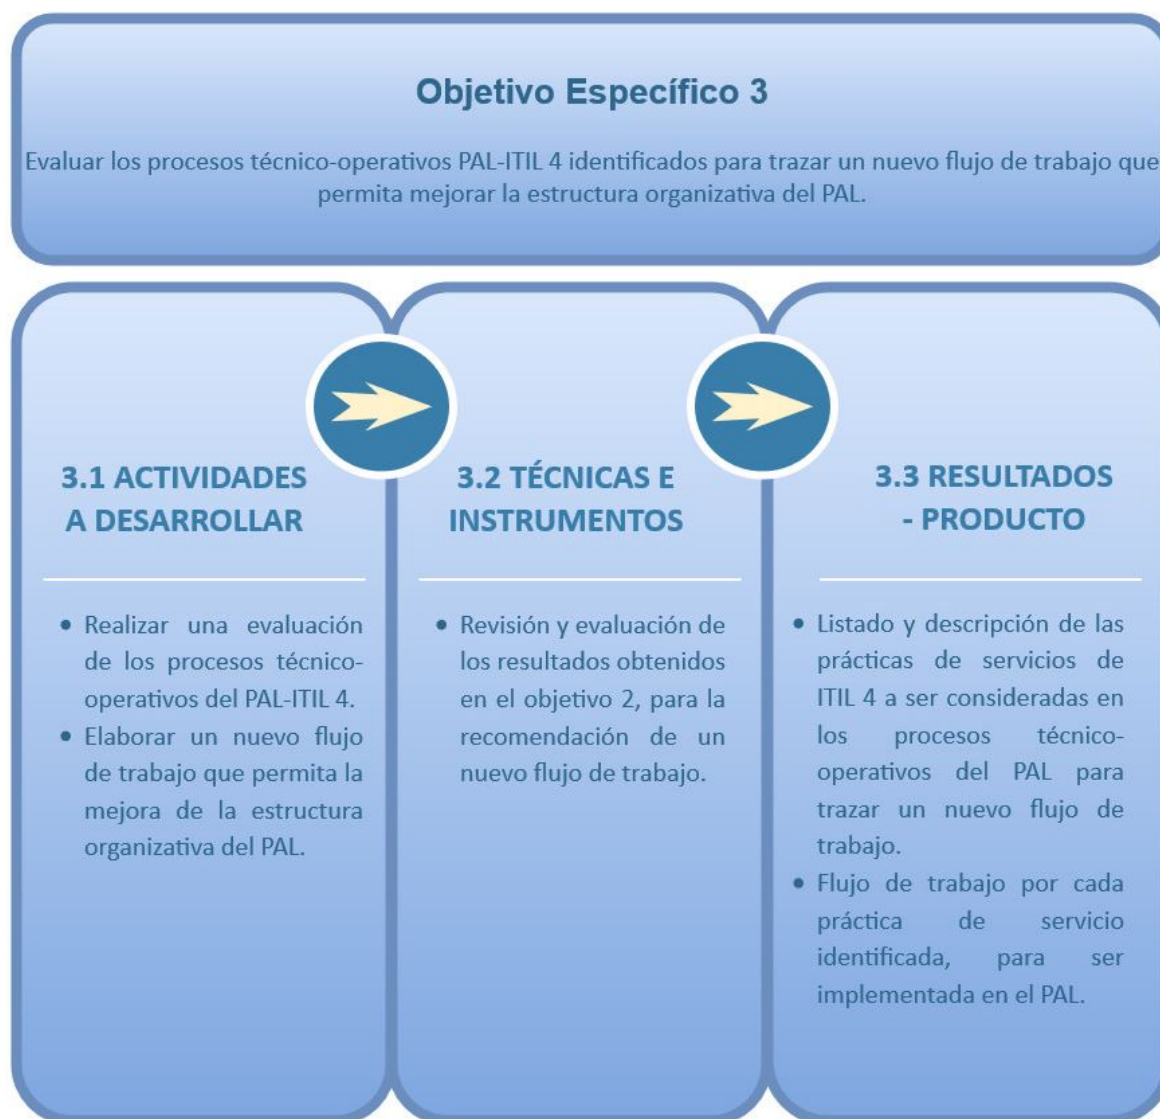 Objetivo Específico 3
Evaluar los procesos técnico-operativos PAL-ITIL 4 identificados para trazar un nuevo flujo de trabajo que
permita mejorar la estructura organizativa del PAL.
3.1 ACTIVIDADES
A DESARROLLAR
• Realizar una evaluación
de los procesos técnico-
operativos del PAL-ITIL 4.
• Elaborar un nuevo flujo
de trabajo que permita la
mejora de la estructura
organizativa del PAL.
3.2 TÉCNICAS E
INSTRUMENTOS
• Revisión y evaluación de
los resultados obtenidos
en el objetivo 2, para la
recomendación de un
nuevo flujo de trabajo.
3.3 RESULTADOS
- PRODUCTO
• Listado y descripción de las
prácticas de servicios de
ITIL 4 a ser consideradas en
los procesos técnico-
operativos del PAL para
trazar un nuevo flujo de
trabajo.
• Flujo de trabajo por cada
práctica de servicio
identificada, para ser
implementada en el PAL.